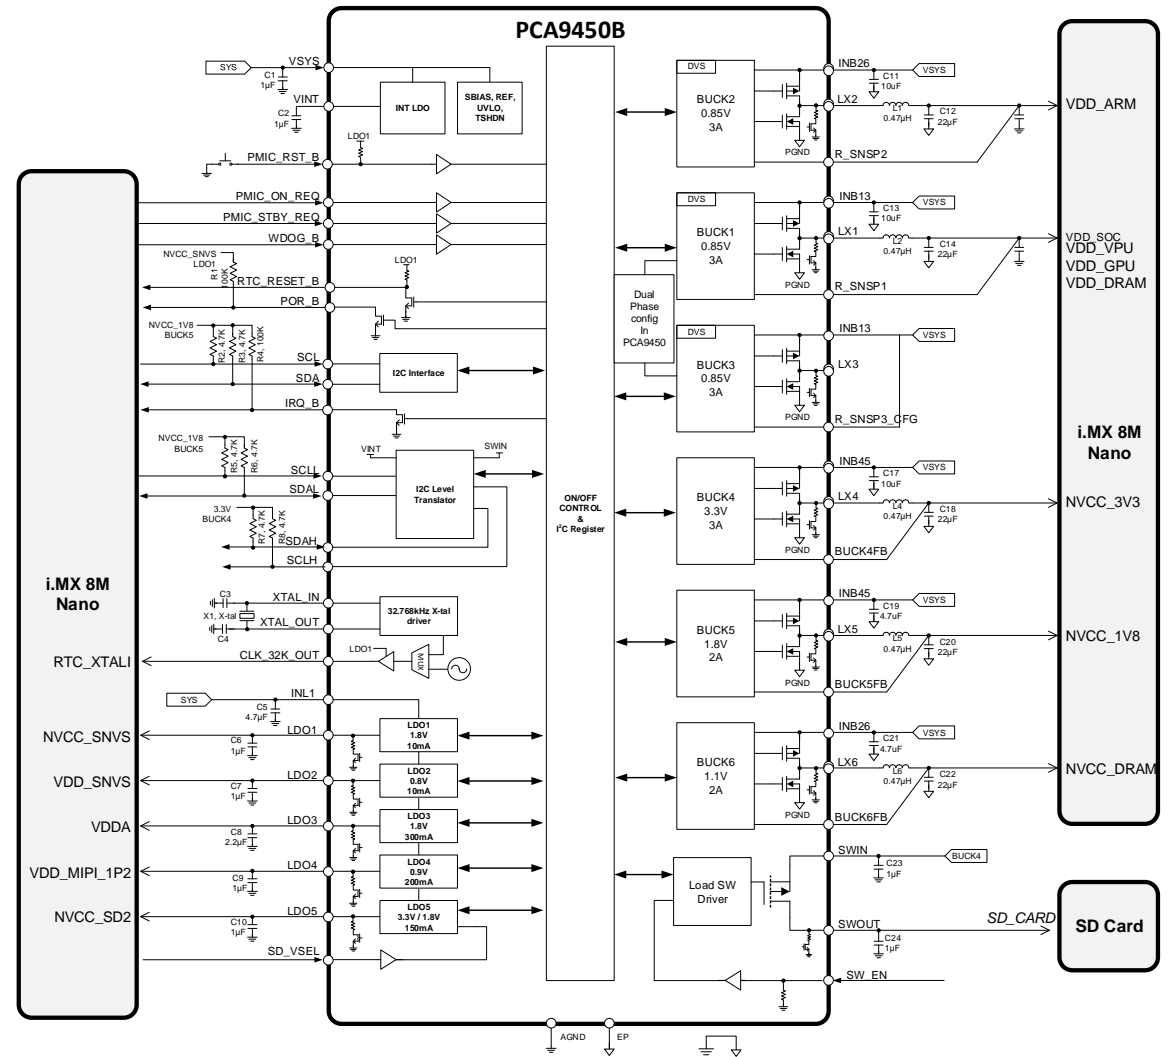 PCA9450B
SYS
VSYS
C1
1µF
VINT
C2
1µF
INT LDO
SBIAS, REF,
UVLO,
TSHDN
LDO1
PMIC_RST_B
PMIC_ON_REQ
PMIC_STBY_REQ
WDOG_B
NVCC_SNVS
LDO1
R1
100K
LDO1
RTC_RESET_B
POR_B
NVCC_1V8
BUCK5
R2, 4.7K
R3, 4.7K
R4, 100K
SCL
SDA
I2C Interface
IRQ_B
NVCC_1V8
BUCK5
R5, 4.7K
R6, 4.7K
VINT
SWIN
SCLL
SDAL
I2C Level
Translator
3.3V
BUCK4
R7, 4.7K
R8, 4.7K
SDAH
SCLH
i.MX 8M
Nano
C3
XTAL_IN
X1, X-tal
XTAL_OUT
C4
32.768kHz X-tal
driver
RTC_XTALI
CLK_32K_OUT
LDO1
MUX
SYS
INL1
C5
4.7µF
NVCC_SNVS
C6
1µF
LDO1
LDO1
1.8V
10mA
VDD_SNVS
C7
1µF
LDO2
LDO2
0.8V
10mA
VDDA
C8
2.2µF
LDO3
LDO3
1.8V
300mA
VDD_MIPI_1P2
C9
1µF
LDO4
LDO4
0.9V
200mA
NVCC_SD2
C10
1µF
LDO5
LDO5
3.3V / 1.8V
150mA
SD_VSEL
ON/OFF
CONTROL
&
I²C Register
DVS
BUCK2
0.85V
3A
PGND
INB26
C11
10uF
VSYS
LX2
L1
0.47µH
C12
22µF
R_SNSP2
VDD_ARM
DVS
BUCK1
0.85V
3A
PGND
INB13
C13
10uF
VSYS
LX1
L2
0.47µH
C14
22µF
R_SNSP1
VDD_SOC
VDD_VPU
VDD_GPU
VDD_DRAM
Dual
Phase
config
In
PCA9450
DVS
BUCK3
0.85V
3A
PGND
INB13
VSYS
LX3
R_SNSP3_CFG
i.MX 8M
Nano
BUCK4
3.3V
3A
PGND
INB45
C17
10uF
VSYS
LX4
L4
0.47µH
C18
22µF
BUCK4FB
NVCC_3V3
BUCK5
1.8V
2A
PGND
INB45
C19
4.7uF
VSYS
LX5
L5
0.47µH
C20
22µF
BUCK5FB
NVCC_1V8
BUCK6
1.1V
2A
PGND
INB26
C21
4.7uF
VSYS
LX6
L6
0.47µH
C22
22µF
BUCK6FB
NVCC_DRAM
Load SW
Driver
SWIN
C23
1µF
BUCK4
SWOUT
C24
1µF
SD_CARD
SD Card
SW_EN
AGND
EP